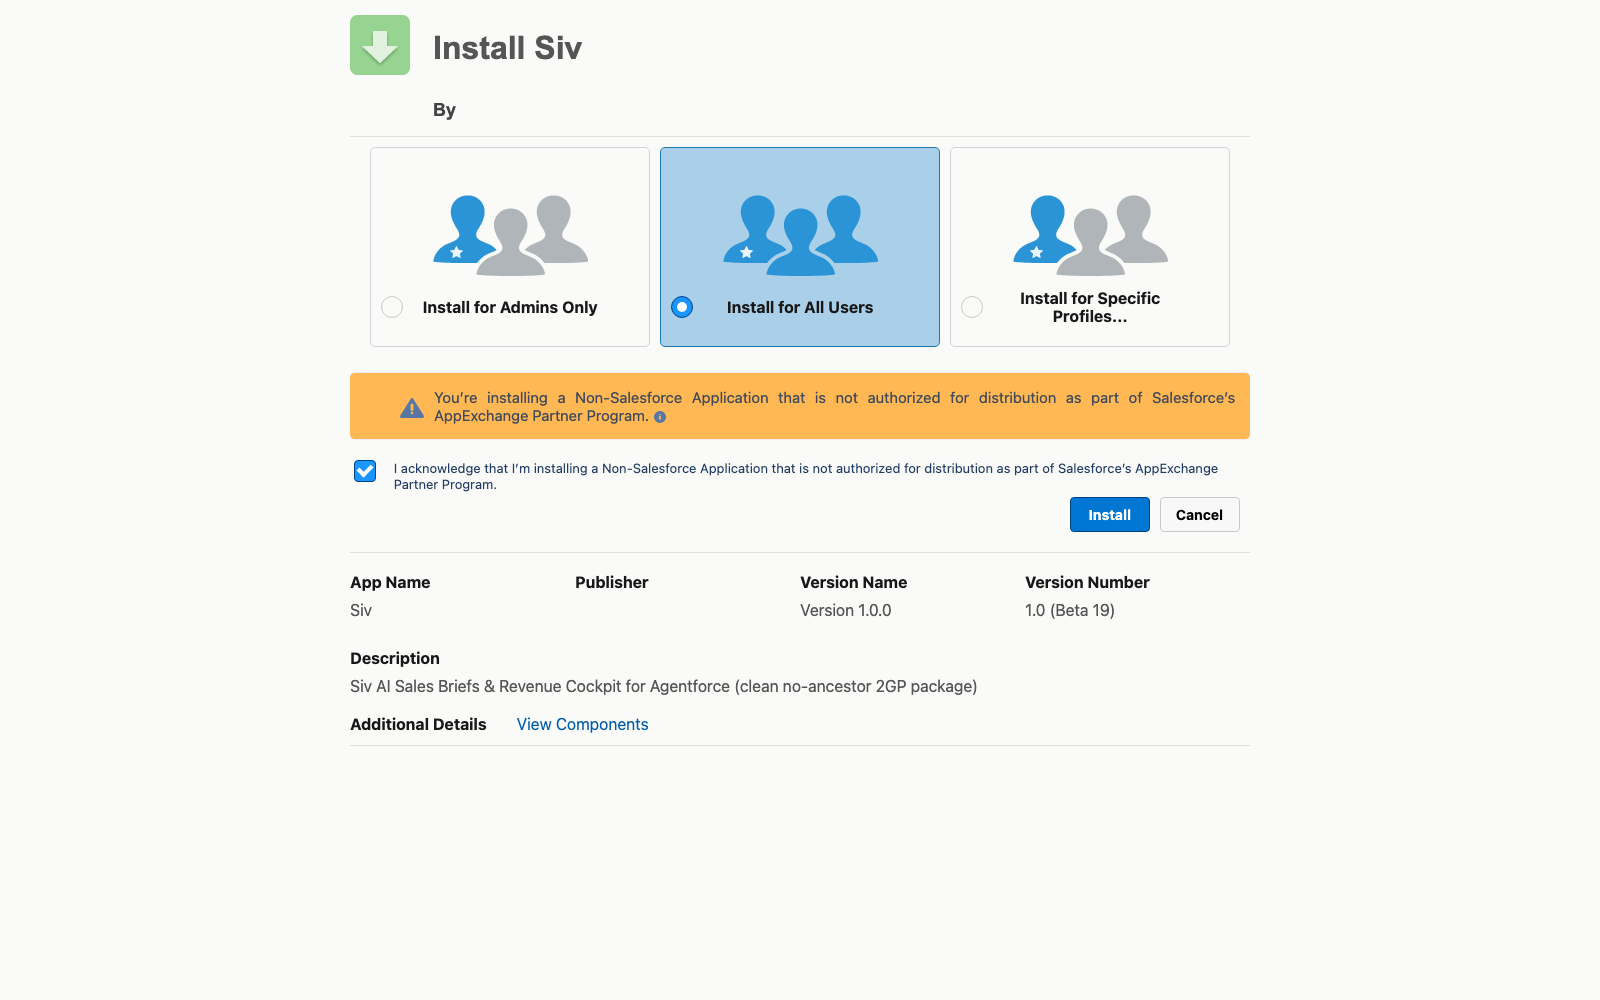 Install Siv
By
Install for Admins Only
Install for All Users
Install for Specific
Profiles...
You're installing a Non-Salesforce Application that is not authorized for distribution as part of Salesforce's
AppExchange Partner Program.
I acknowledge that I'm installing a Non-Salesforce Application that is not authorized for distribution as part of Salesforce's AppExchange
Partner Program.
Install Cancel
App Name Publisher Version Name Version Number
Siv Version 1.0.0 1.0 (Beta 19)
Description
Siv AI Sales Briefs & Revenue Cockpit for Agentforce (clean no-ancestor 2GP package)
Additional Details View Components